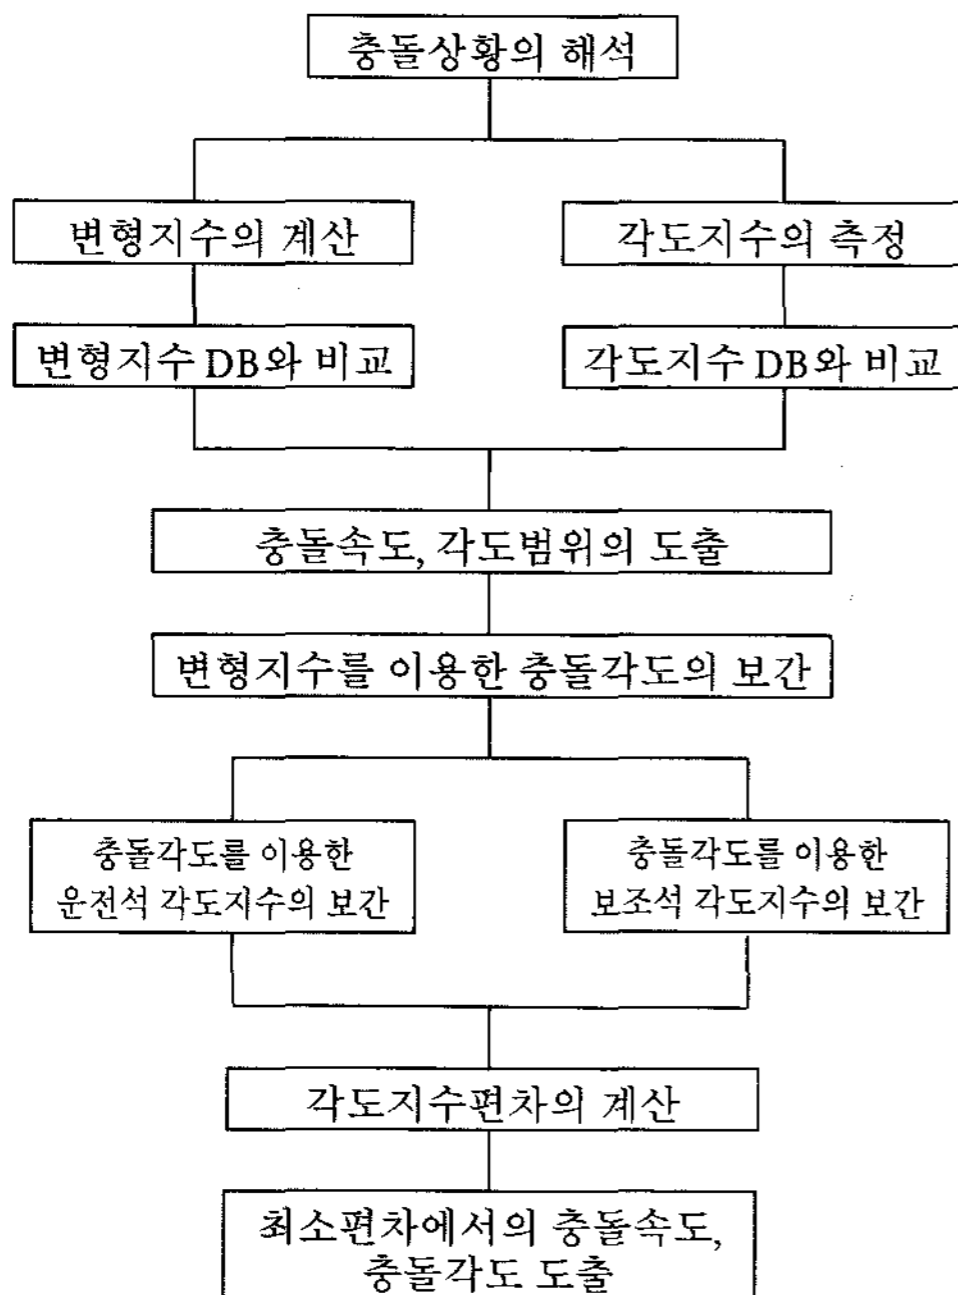 충돌상황의 해석
변형지수의 계산
각도지수의 측정
변형지수 DB와 비교
각도지수 DB와 비교
충돌속도, 각도범위의 도출
변형지수를 이용한 충돌각도의 보간
충돌각도를 이용한
운전석 각도지수의 보간
충돌각도를 이용한
보조석 각도지수의 보간
각도지수편차의 계산
최소편차에서의 충돌속도,
충돌각도 도출